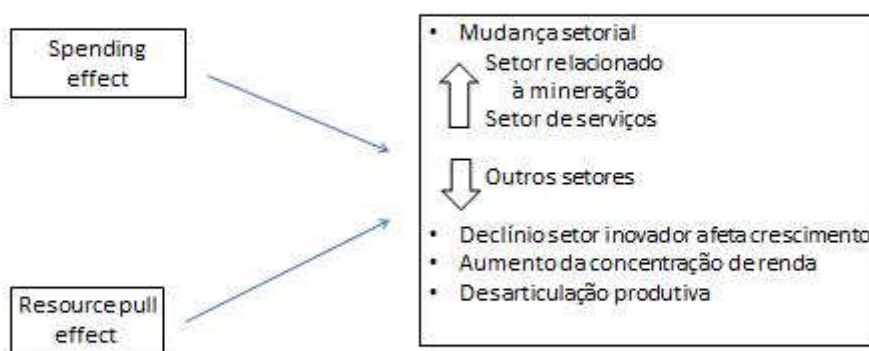 Spending
effect
Resource pull
effect
• Mudança setorial
Setor relacionado
à mineração
Setor de serviços
Outros setores
• Declínio setor inovador afeta crescimento
• Aumento da concentração de renda
• Desarticulação produtiva